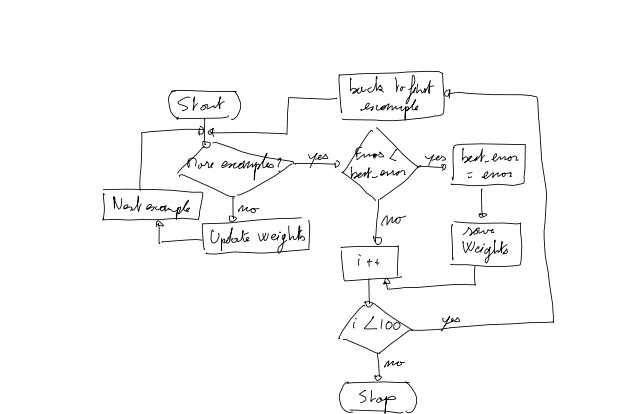 Start
back to first
example
More examples?
yes
Error <
best_error
yes
best_error
= error
Next example
no
Update weights
no
save
Weights
i++
i < 100
yes
no
Stop